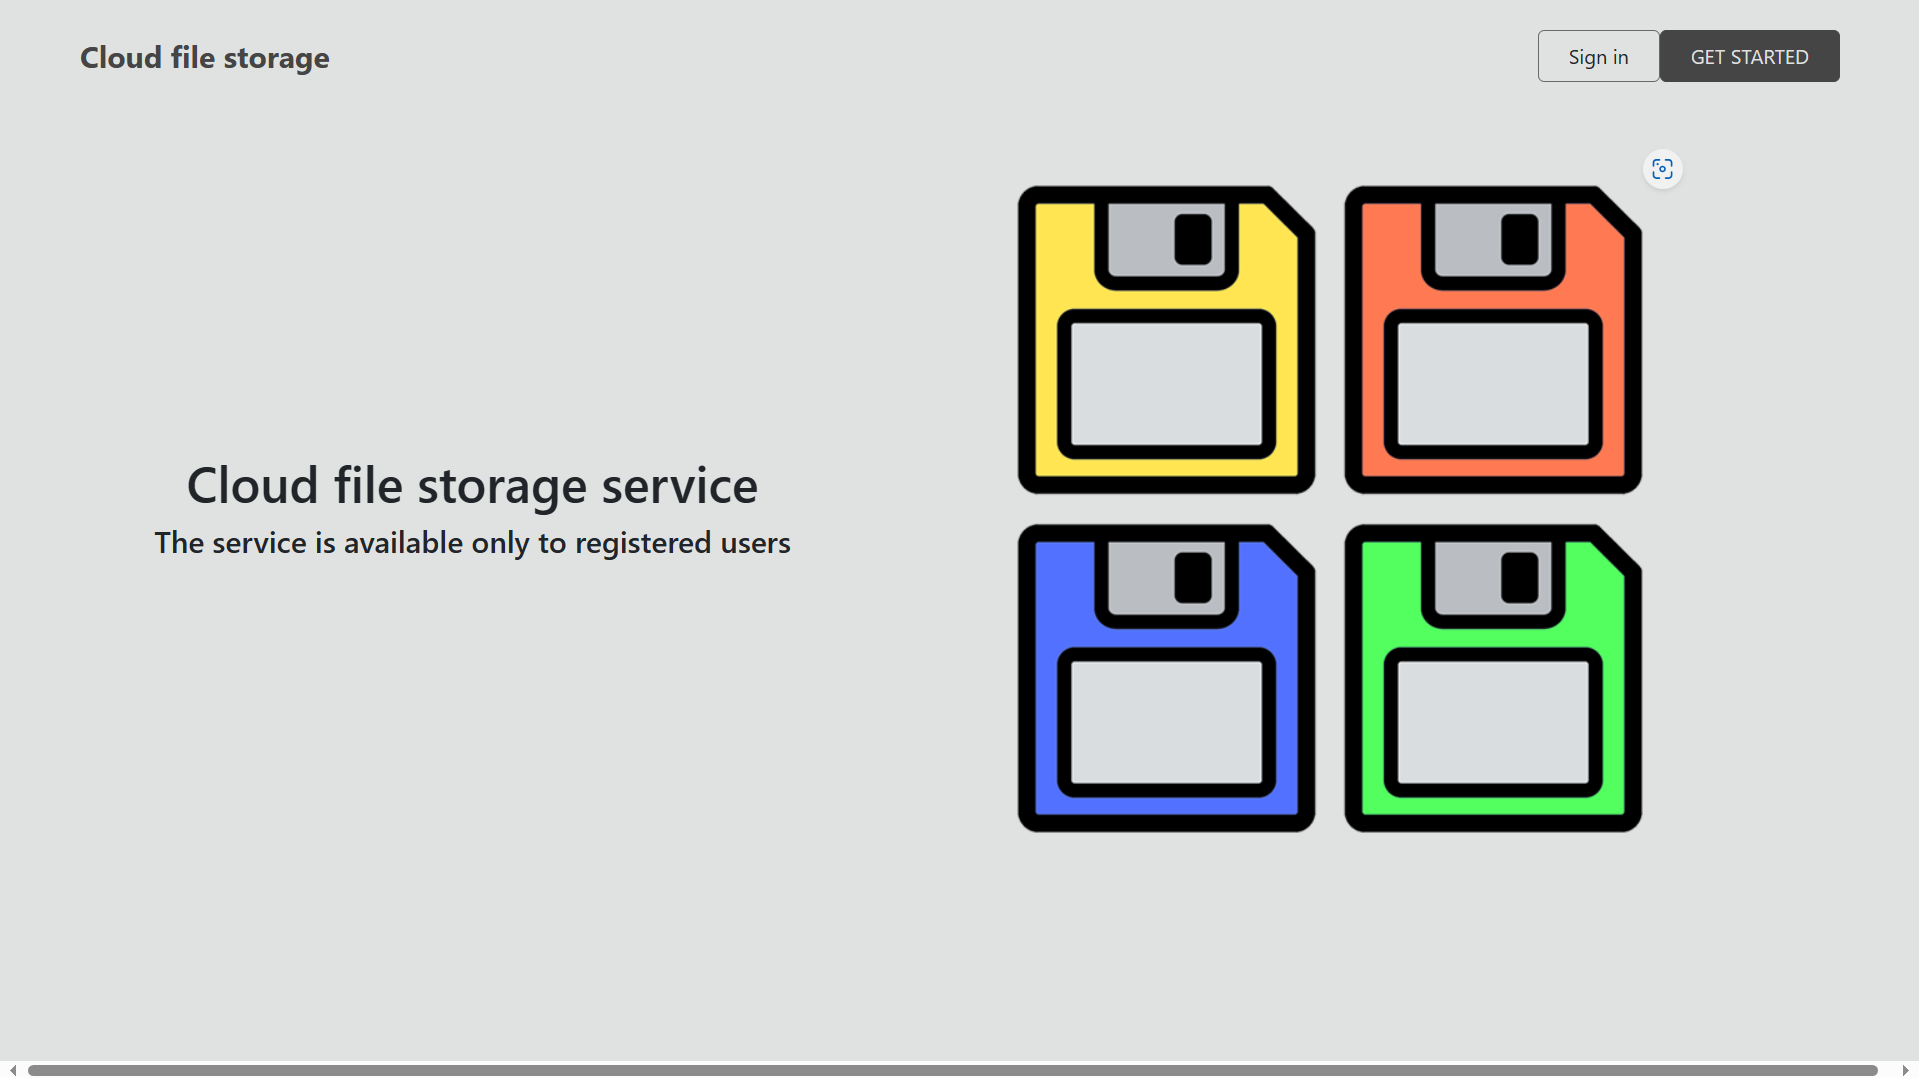 Cloud file storage
Sign in
GET STARTED
Cloud file storage service
The service is available only to registered users